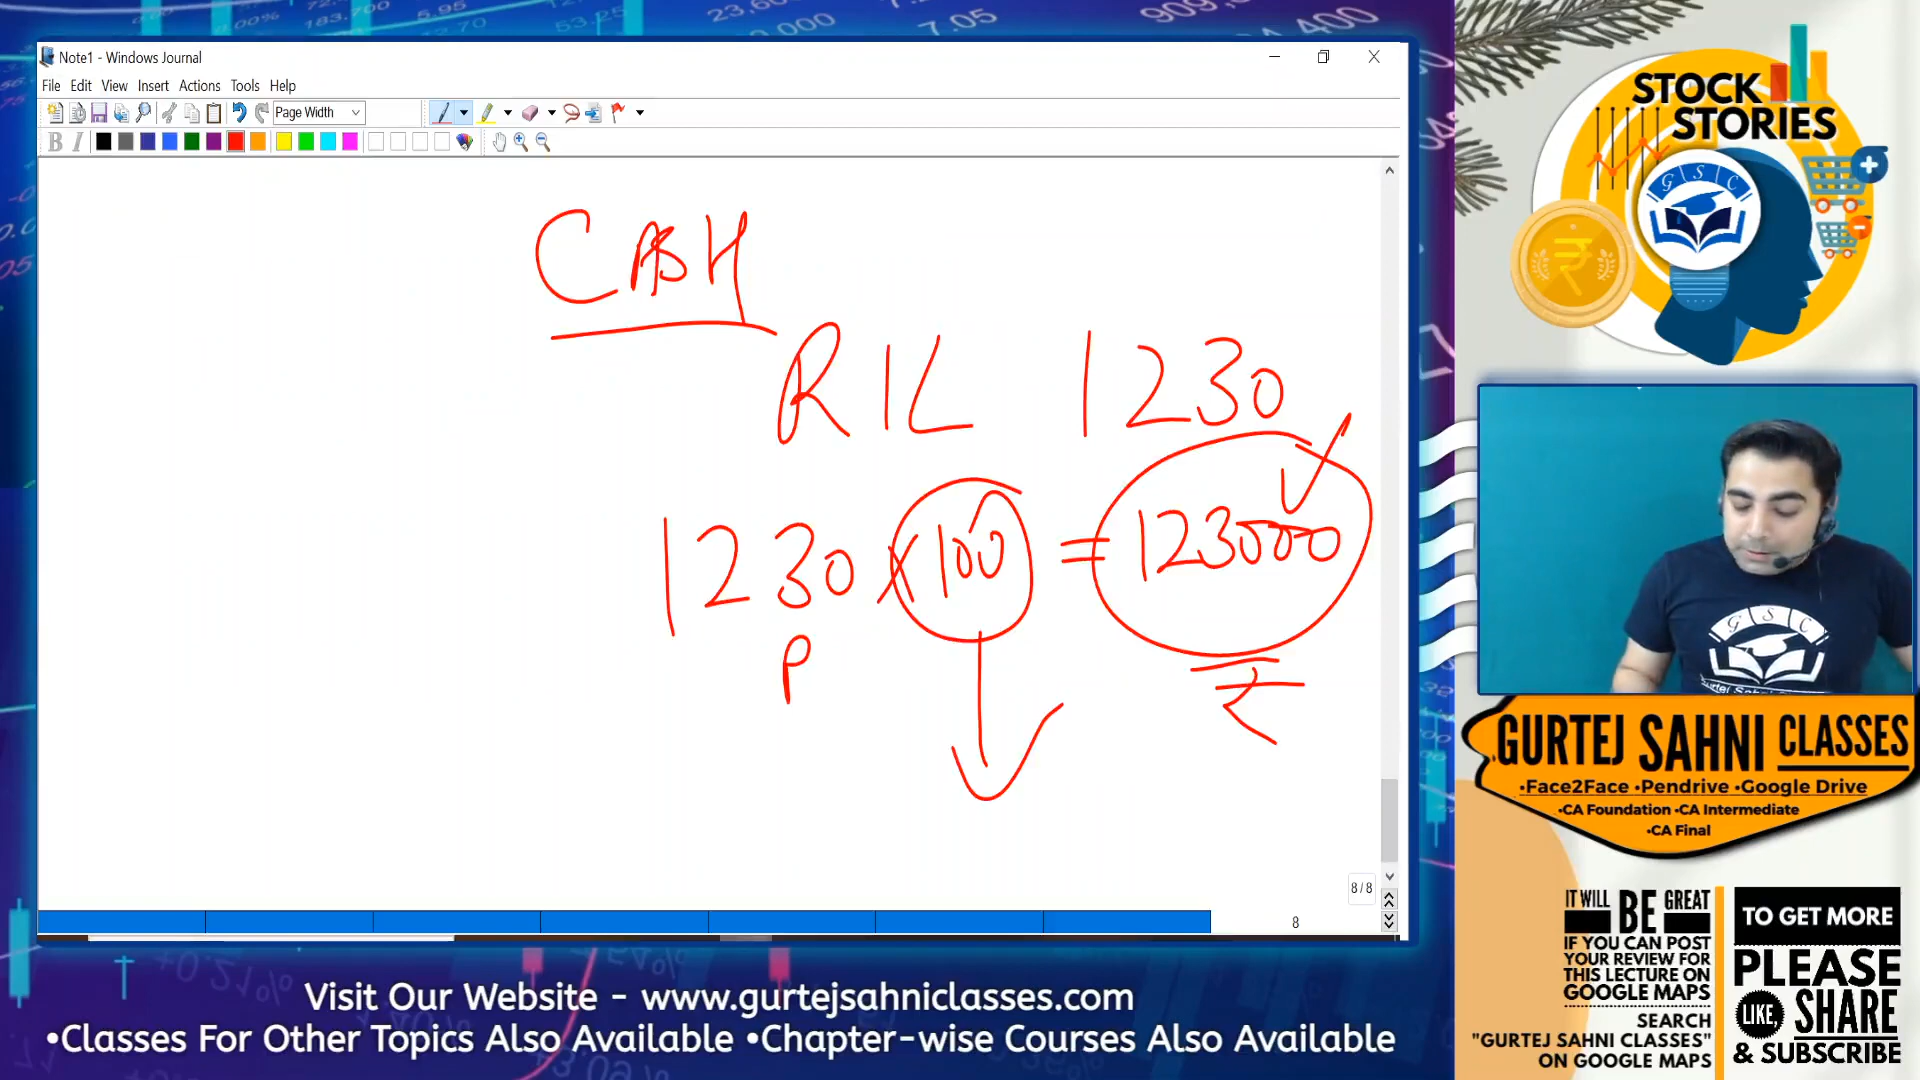 Note1 - Windows Journal
File Edit View Insert Actions Tools Help
Page Width
B I
CASH
RIL 1230
1230 × 100 = 123000
P
₹
8 / 8
8
STOCK
STORIES
G S C
₹
G S C
GURTEJ SAHNI CLASSES
•Face2Face •Pendrive •Google Drive
•CA Foundation •CA Intermediate
•CA Final
IT WILL BE GREAT
IF YOU CAN POST
YOUR REVIEW FOR
THIS LECTURE ON
GOOGLE MAPS
SEARCH
"GURTEJ SAHNI CLASSES"
ON GOOGLE MAPS
TO GET MORE
PLEASE
LIKE, SHARE
& SUBSCRIBE
Visit Our Website - www.gurtejsahniclasses.com
•Classes For Other Topics Also Available •Chapter-wise Courses Also Available